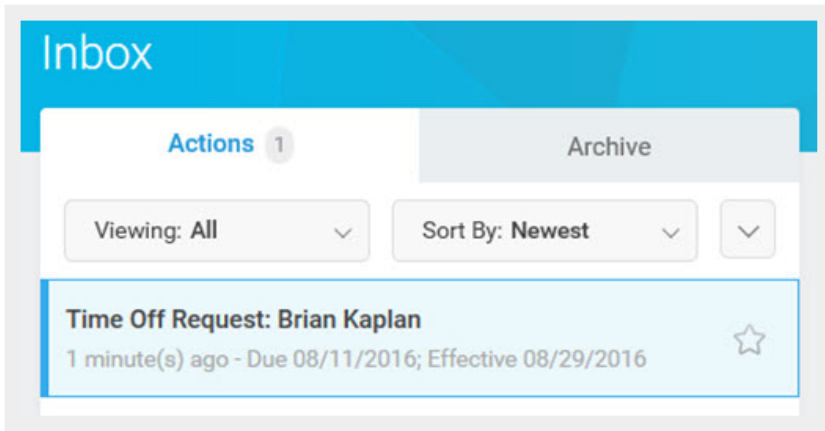 Inbox
Actions 1
Archive
Viewing: All
Sort By: Newest
Time Off Request: Brian Kaplan
1 minute(s) ago - Due 08/11/2016; Effective 08/29/2016